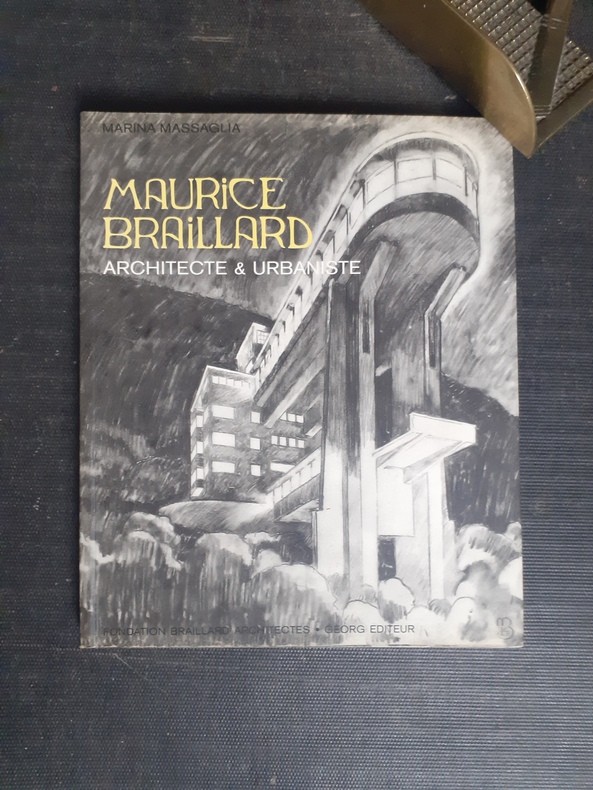 MARINA MASSAGLIA
MAURiCE
BRAiLLARD
ARCHITECTE & URBANISTE
FONDATION BRAILLARD ARCHITECTES • GEORG EDITEUR